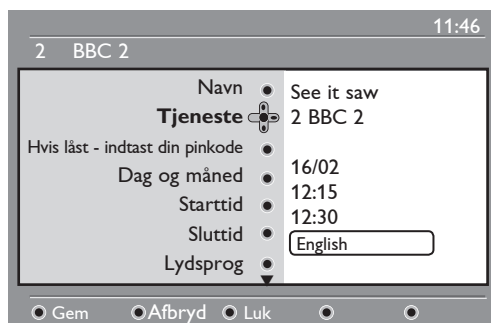 11:46
2 BBC 2
Navn See it saw
Tjeneste 2 BBC 2
Hvis låst - indtast din pinkode
Dag og måned 16/02
Starttid 12:15
Sluttid 12:30
Lydsprog English
Gem Afbryd Luk